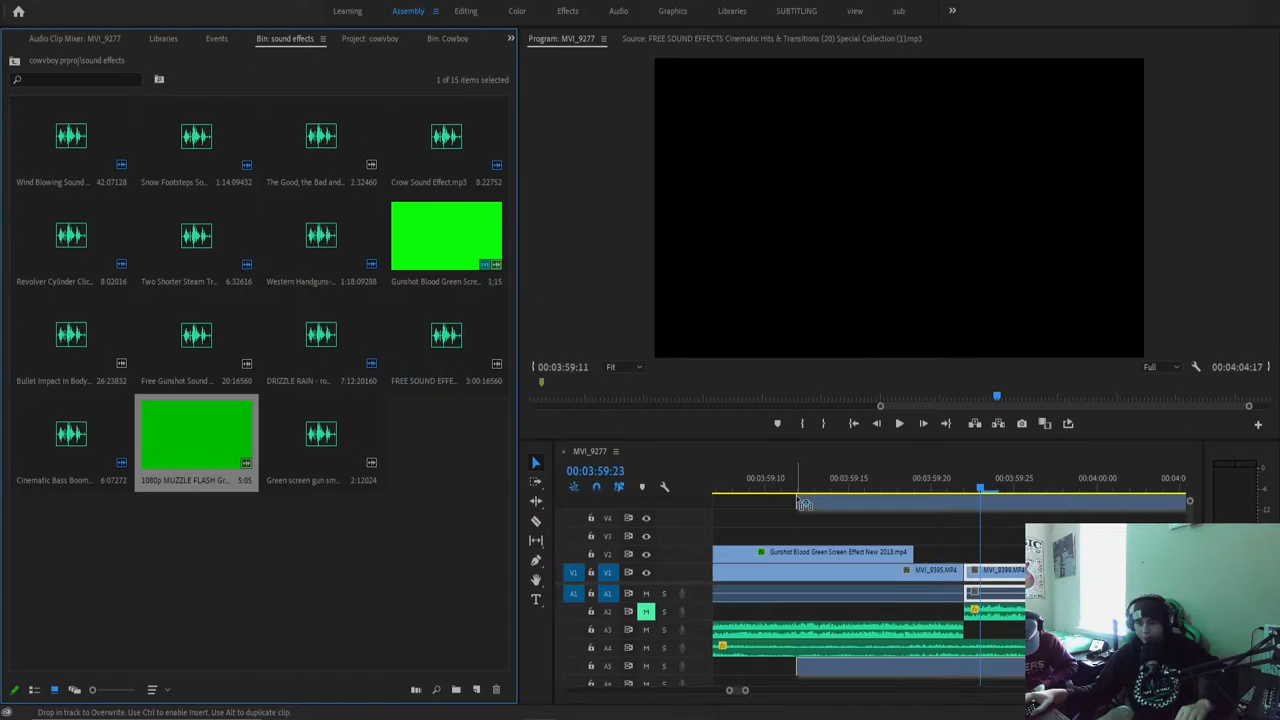 Learning
Assembly
Editing
Color
Effects
Audio
Graphics
Libraries
SUBTITLING
view
sub
Audio Clip Mixer: MVI_9277
Libraries
Events
Bin: sound effects
Project: cowvboy
Bin: Cowboy
cowvboy.prproj\sound effects
1 of 15 items selected
Wind Blowing Sound ... 42:07128
Snow Footsteps So... 1:14:09432
The Good, the Bad and... 2:32460
Crow Sound Effect.mp3 8:22752
Revolver Cylinder Clic... 8:02016
Two Shorter Steam Tr... 6:32616
Western Handguns-... 1:18:09288
Gunshot Blood Green Scre... 1;15
Bullet Impact In Body... 26:23832
Free Gunshot Sound ... 20:16560
DRIZZLE RAIN - ro... 7:12:20160
FREE SOUND EFFE... 3:00:16560
Cinematic Bass Boom... 6:07272
1080p MUZZLE FLASH Gr... 5:05
Green screen gun sm... 2:12024
Drop in track to Overwrite. Use Ctrl to enable Insert. Use Alt to duplicate clip.
Program: MVI_9277
Source: FREE SOUND EFFECTS Cinematic Hits & Transitions (20) Special Collection (1).mp3
00:03:59:11
Fit
Full
00:04:04:17
MVI_9277
00:03:59:23
00:03:59:10
00:03:59:15
00:03:59:20
00:03:59:25
00:04:00:00
00:04:0
V4
V3
V2
Gunshot Blood Green Screen Effect New 2018.mp4
V1 V1
MVI_9395.MP4
MVI_9399.MP4
A1 A1 M S
A2 M S
A3 M S
A4 M S
A5 M S
-12